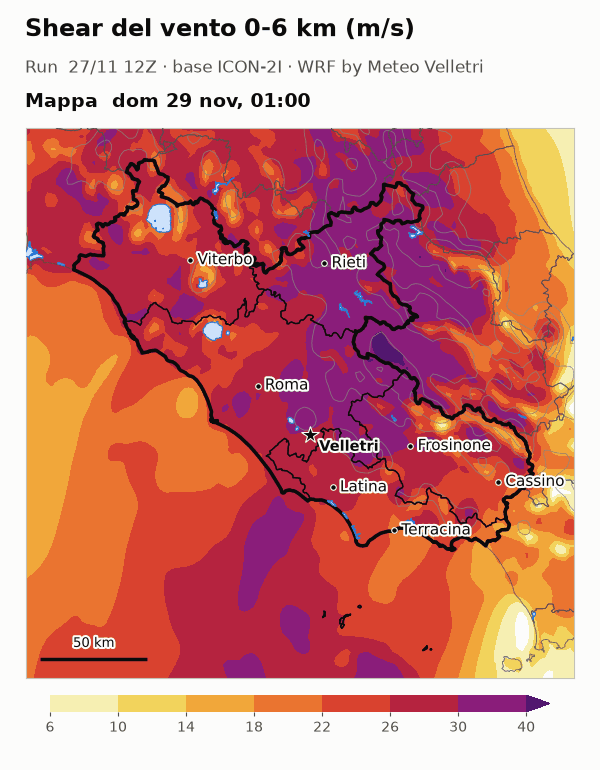 Shear del vento 0-6 km (m/s)
Run  27/11 12Z · base ICON-2I · WRF by Meteo Velletri
Mappa  dom 29 nov, 01:00
Viterbo
Rieti
Roma
Velletri
Frosinone
Latina
Cassino
Terracina
50 km
6 10 14 18 22 26 30 40